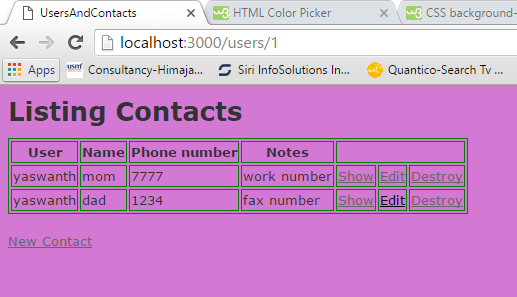 UsersAndContacts HTML Color Picker CSS background-
localhost:3000/users/1
Apps usmf Consultancy-Himaja... Siri InfoSolutions In... Quantico-Search Tv ...
Listing Contacts
User Name Phone number Notes
yaswanth mom 7777 work number Show Edit Destroy
yaswanth dad 1234 fax number Show Edit Destroy
New Contact